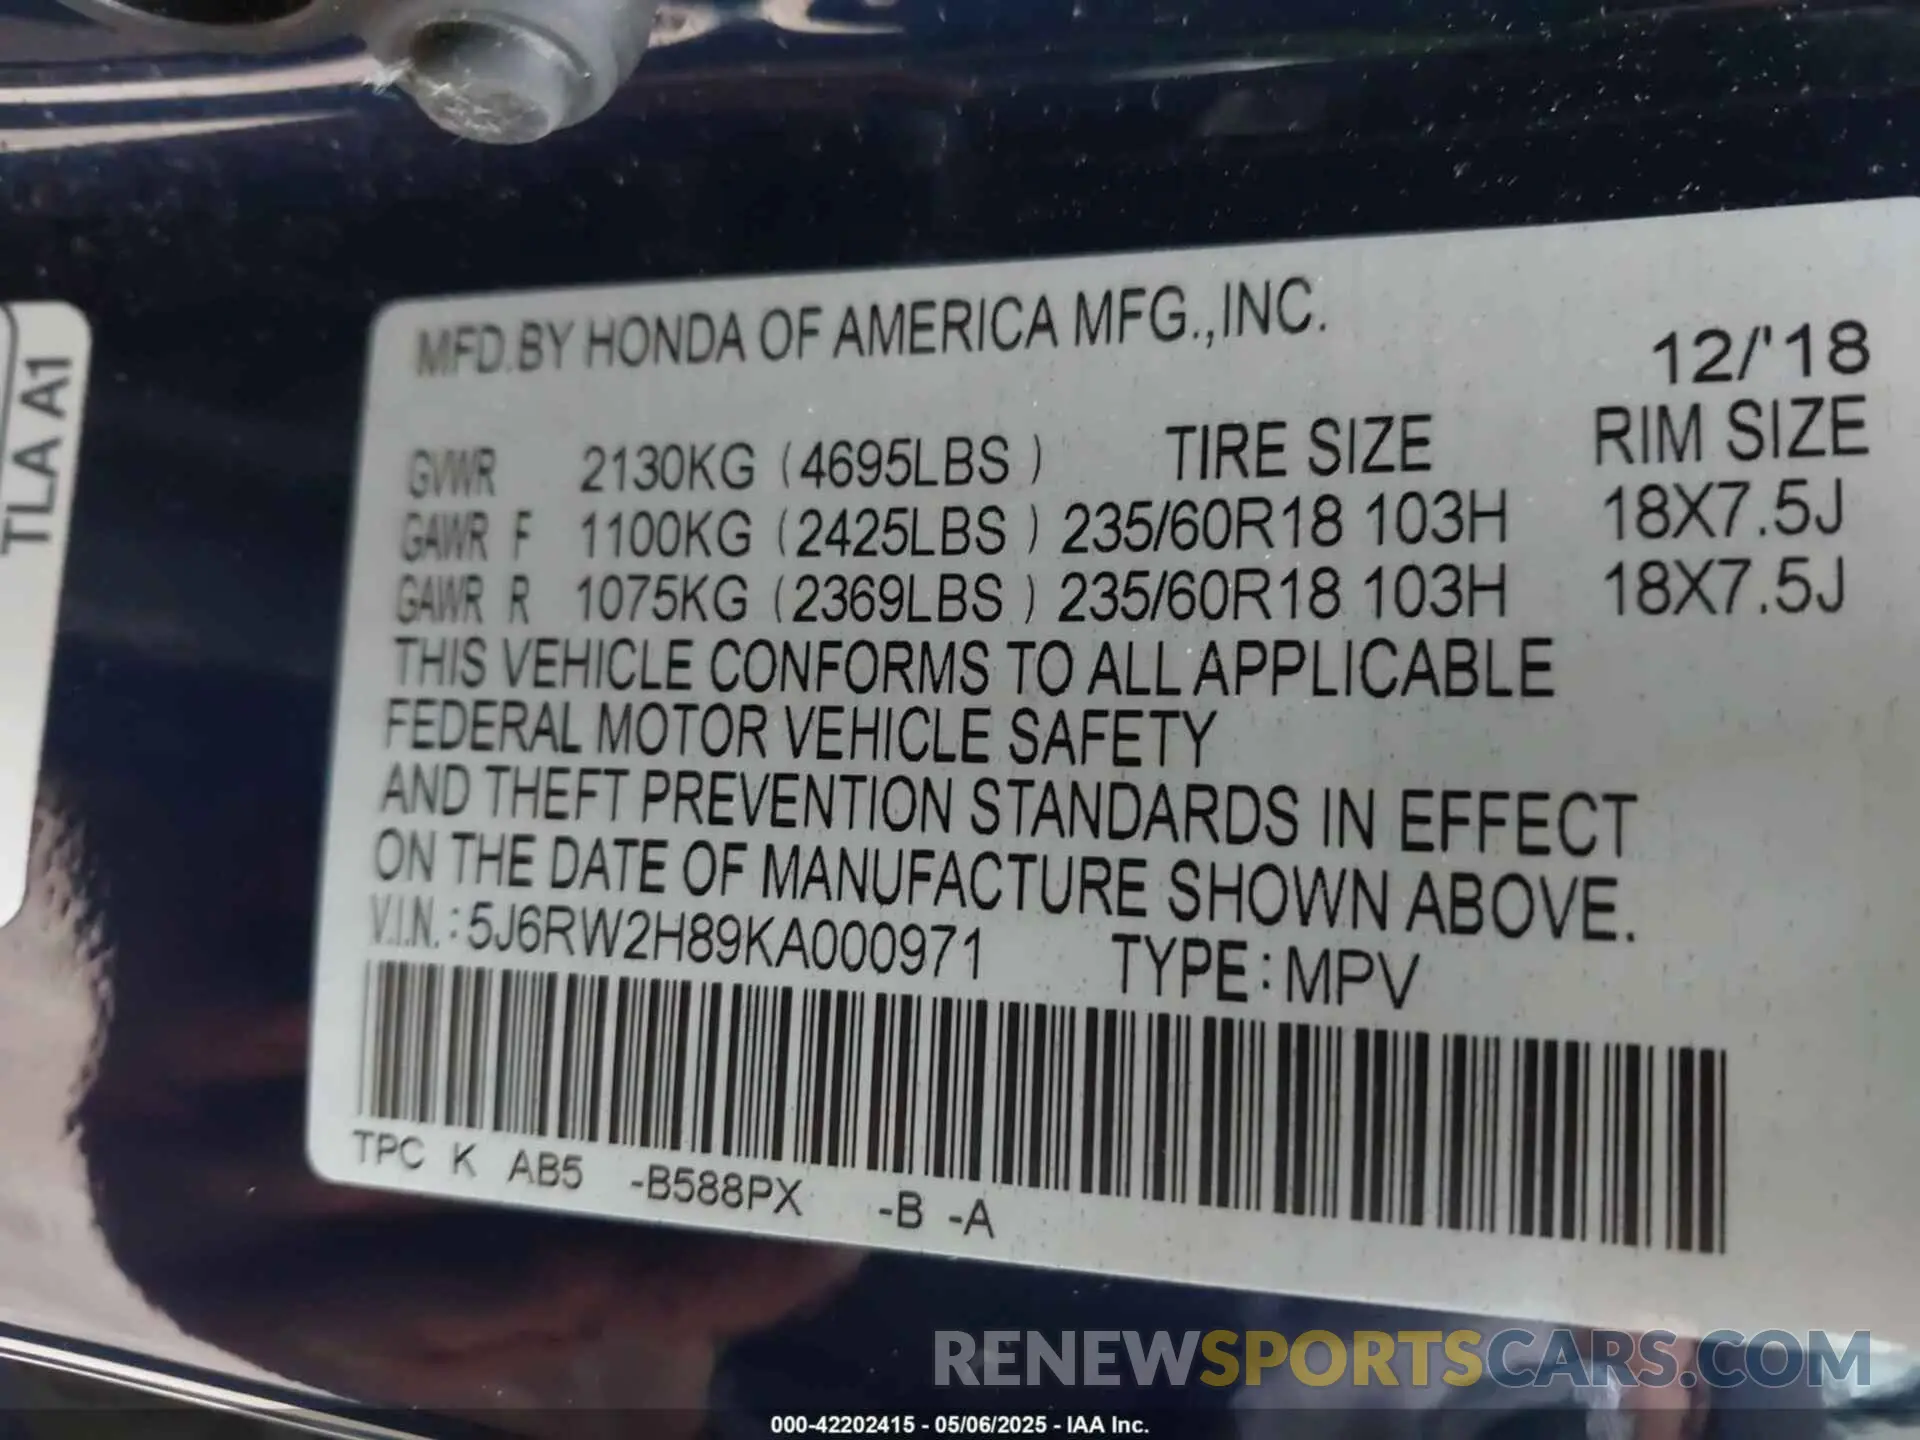 TLA A1
MFD.BY HONDA OF AMERICA MFG.,INC.
12/'18
GVWR 2130KG (4695LBS) TIRE SIZE RIM SIZE
GAWR F 1100KG (2425LBS) 235/60R18 103H 18X7.5J
GAWR R 1075KG (2369LBS) 235/60R18 103H 18X7.5J
THIS VEHICLE CONFORMS TO ALL APPLICABLE
FEDERAL MOTOR VEHICLE SAFETY
AND THEFT PREVENTION STANDARDS IN EFFECT
ON THE DATE OF MANUFACTURE SHOWN ABOVE.
V.I.N.: 5J6RW2H89KA000971 TYPE: MPV
TPC K AB5 -B588PX -B -A
RENEWSPORTSCARS.COM
000-42202415 - 05/06/2025 - IAA Inc.